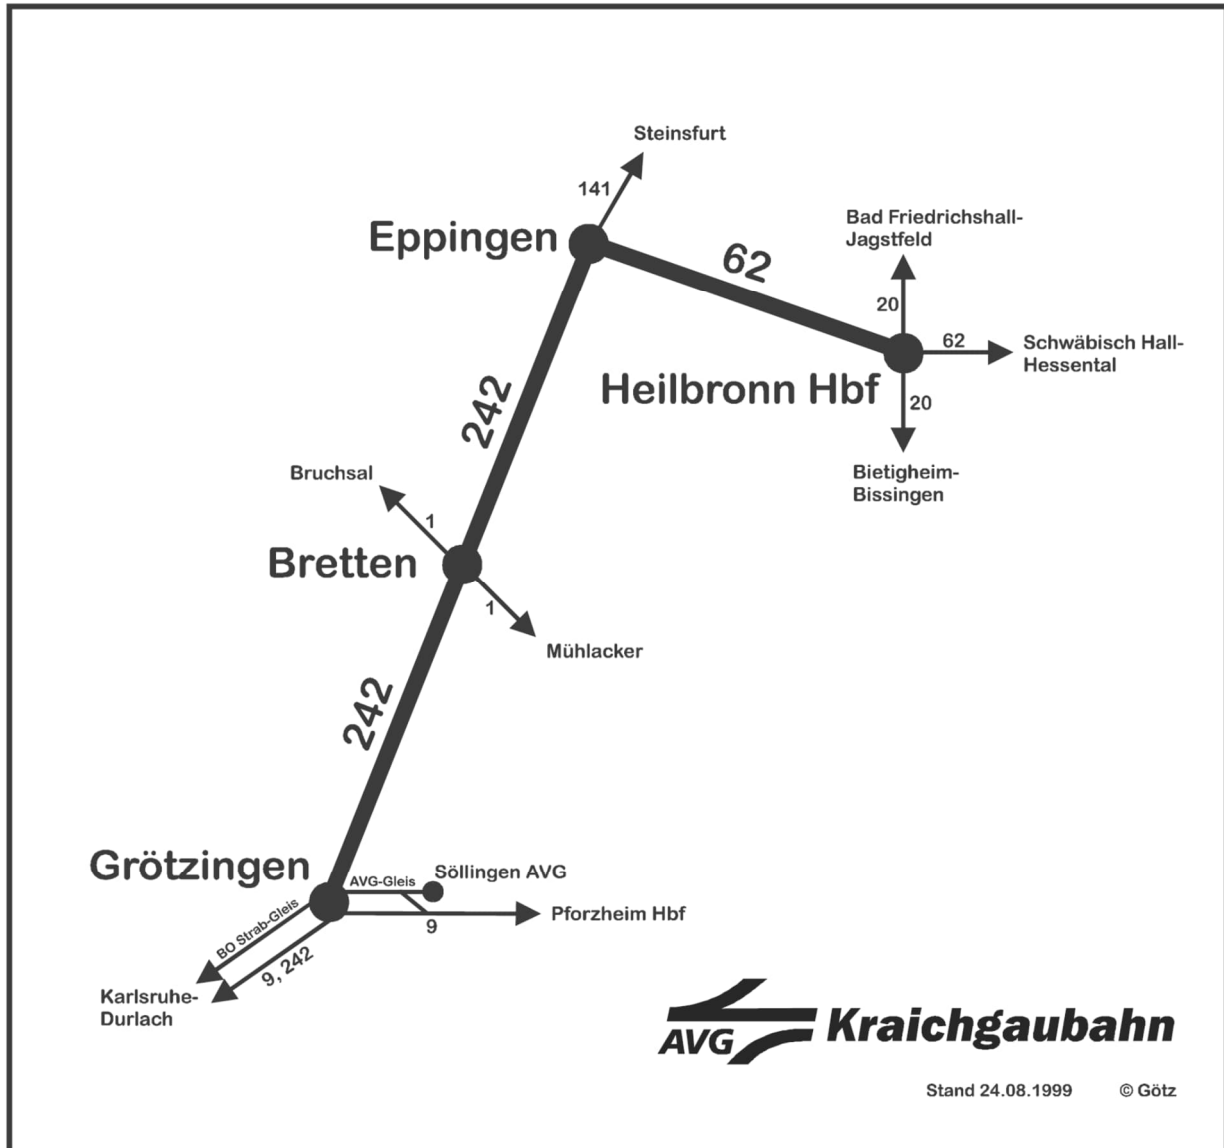 Steinsfurt
141
Eppingen
62
Bad Friedrichshall-
Jagstfeld
20
62
Schwäbisch Hall-
Hessental
Heilbronn Hbf
20
Bietigheim-
Bissingen
242
Bruchsal
1
Bretten
1
Mühlacker
242
Grötzingen
AVG-Gleis
Söllingen AVG
9
Pforzheim Hbf
BO Strab-Gleis
9, 242
Karlsruhe-
Durlach
AVG Kraichgaubahn
Stand 24.08.1999 © Götz